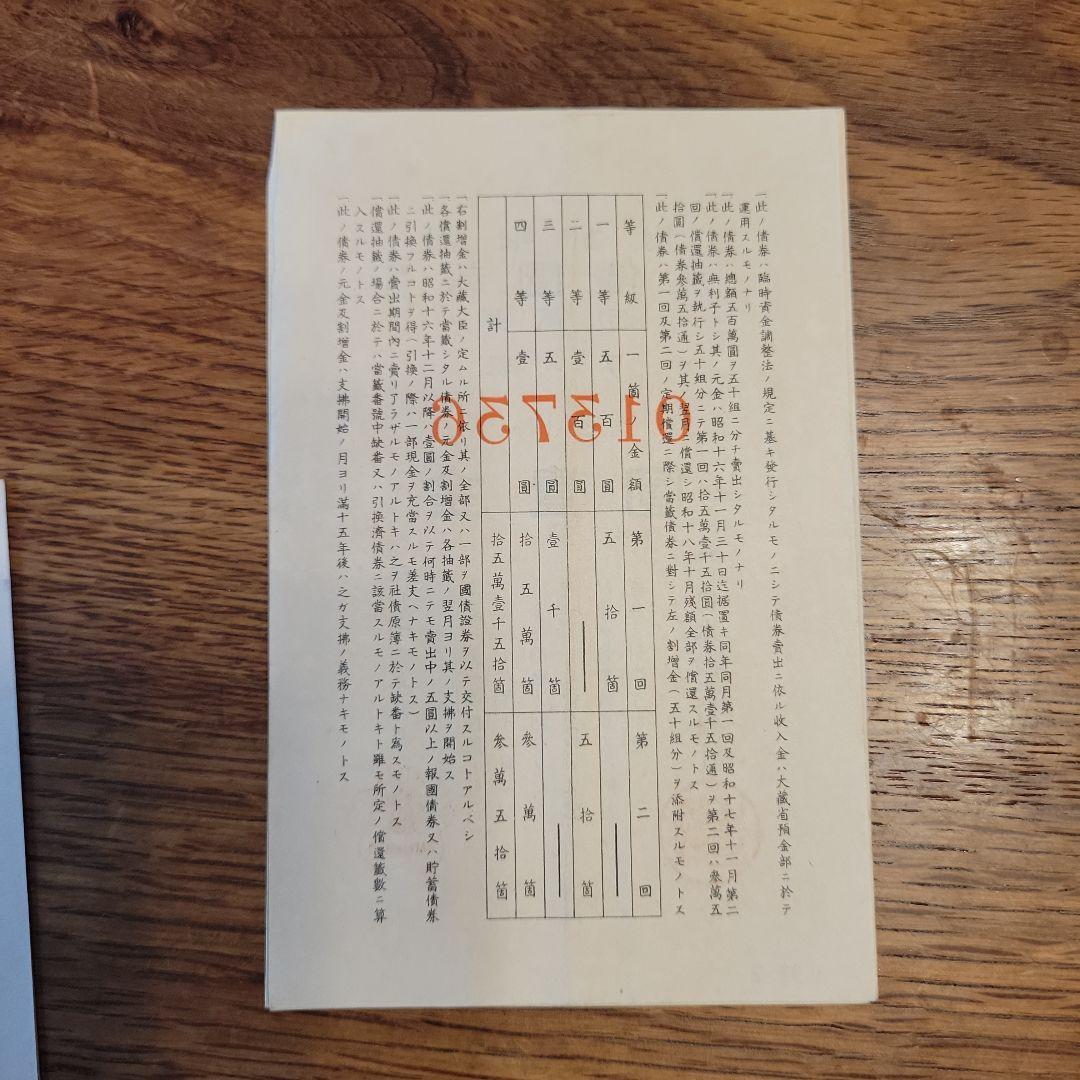 一此ノ債券ハ臨時資金調整法ノ規定ニ基キ發行シタルモノニシテ債券賣出ニ依ル收入金ハ大藏省預金部ニ於テ
運用スルモノナリ
一此ノ債券ハ總額五百萬圓ヲ五十組ニ分チ賣出シタルモノナリ
一此ノ債券ハ無利子トシ其ノ元金ハ昭和十六年十一月三十日迄据置キ同年同月第一回及昭和十七年十一月第二
回ノ償還抽籤ヲ執行シ五十組分ニテ第一回ハ拾五萬壹千五拾圓(債券拾五萬壹千五拾通)ヲ第二回ハ參萬五
拾圓(債券參萬五拾通)ヲ其ノ翌月ニ償還シ昭和十八年十月殘額全部ヲ償還スルモノトス
一此ノ債券ハ第一回及第二回ノ定期償還ニ際シ當籤債券ニ對シテ左ノ割增金(五十組分)ヲ添附スルモノトス
等級 一箇金額 第一回 第二回
一等 五百圓 五拾箇 —
二等 壹百圓 — 五拾箇
三等 五圓 壹千箇 —
四等 壹圓 拾五萬箇 參萬箇
計 拾五萬壹千五拾箇 參萬五拾箇
一右割增金ハ大藏大臣ノ定ムル所ニ依リ其ノ全部又ハ一部ヲ國債證券ヲ以テ交付スルコトアルベシ
一各償還抽籤ニ於テ當籤シタル債券ノ元金及割增金ハ各抽籤ノ翌月ヨリ其ノ支拂ヲ開始ス
一此ノ債券ハ昭和十六年十二月以降ハ壹圓ノ割合ヲ以テ何時ニテモ賣出中ノ五圓以上ノ報國債券又ハ貯蓄債券
ニ引換フルコトヲ得(引換ノ際ハ一部現金ヲ充當スルモ差支ヘナキモノトス)
一此ノ債券ハ賣出期間內ニ賣リアラザルモノアルトキハ之ヲ社債原簿ニ於テ缺番ト爲スモノトス
一償還抽籤ノ場合ニ於テハ當籤番號中缺番又ハ引換濟債券ニ該當スルモノアルトキト雖モ所定ノ償還籤數ニ算
入スルモノトス
一此ノ債券ノ元金及割增金ハ支拂開始ノ月ヨリ滿十五年後ハ之ガ支拂ノ義務ナキモノトス